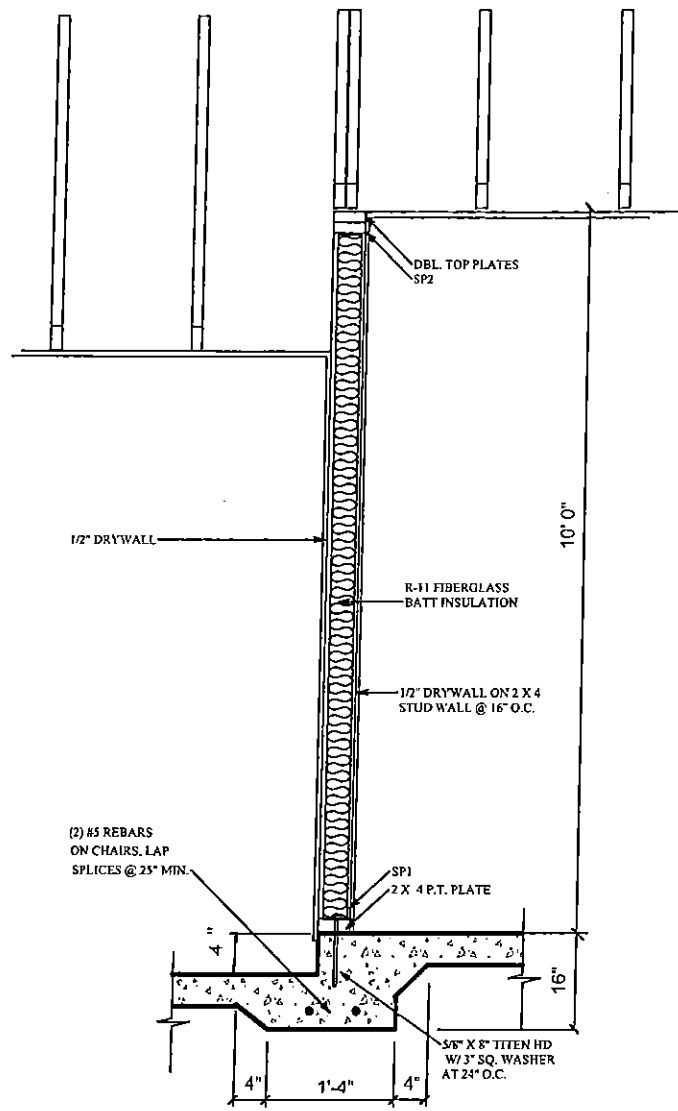 DBL. TOP PLATES
SP2
10' 0"
1/2" DRYWALL
R-11 FIBERGLASS
BATT INSULATION
1/2" DRYWALL ON 2 X 4
STUD WALL @ 16" O.C.
(2) #5 REBARS
ON CHAIRS. LAP
SPLICES @ 25" MIN.
SP1
2 X 4 P.T. PLATE
4"
16"
5/8" X 8" TITEN HD
W/ 3" SQ. WASHER
AT 24" O.C.
4"
1'-4"
4"